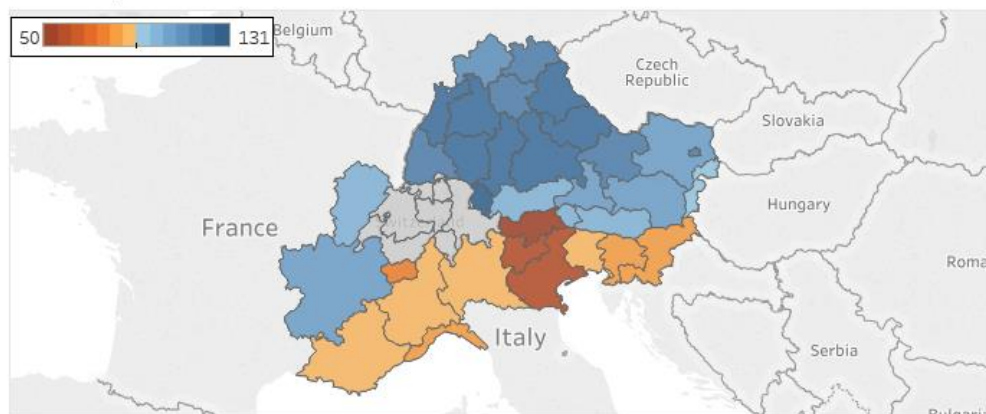 50 131
Belgium
Czech
Republic
Slovakia
France
Hungary
Italy
Serbia